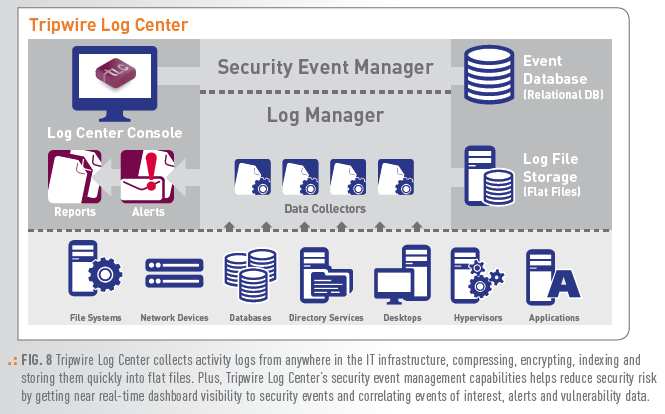 Tripwire Log Center
tlc
Security Event Manager
Event
Database
(Relational DB)
Log Manager
Log Center Console
Log File
Storage
(Flat Files)
Reports
Alerts
Data Collectors
File Systems
Network Devices
Databases
Directory Services
Desktops
Hypervisors
Applications
A
.: FIG. 8 Tripwire Log Center collects activity logs from anywhere in the IT infrastructure, compressing, encrypting, indexing and
storing them quickly into flat files. Plus, Tripwire Log Center's security event management capabilities helps reduce security risk
by getting near real-time dashboard visibility to security events and correlating events of interest, alerts and vulnerability data.